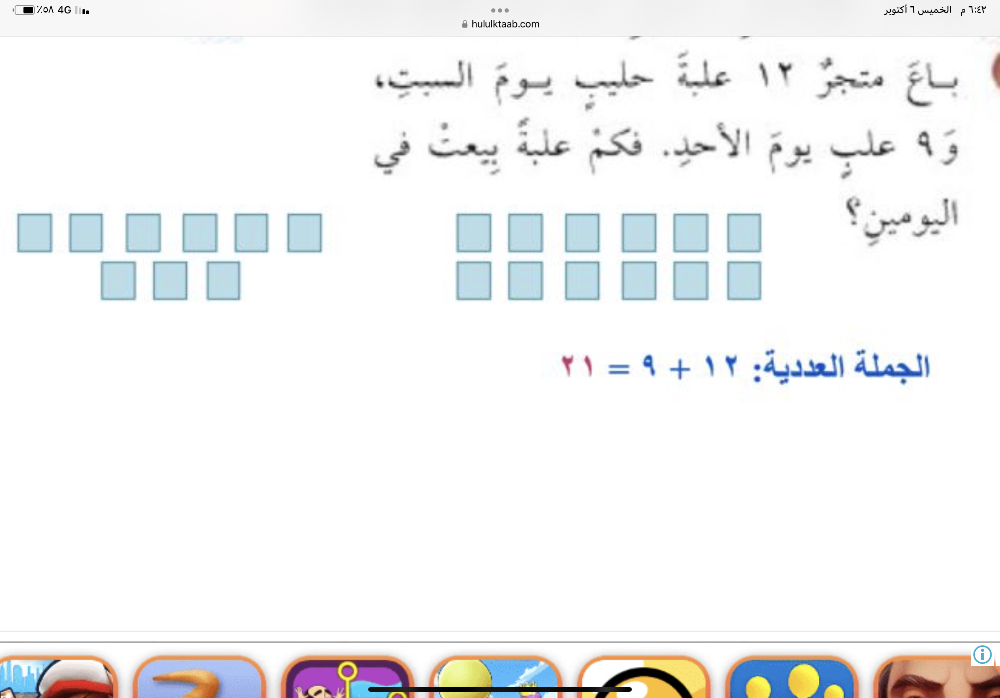 ٦:٤٢ م الخميس ٦ أكتوبر
4G ٪٥٨
hululktaab.com
بـاعَ متجرٌ ١٢ علبةَ حليبٍ يـومَ السبتِ،
وَ ٩ علبٍ يومَ الأحدِ. فكمْ علبةً بِيعتْ في
اليومينِ؟
الجملة العددية: ١٢ + ٩ = ٢١